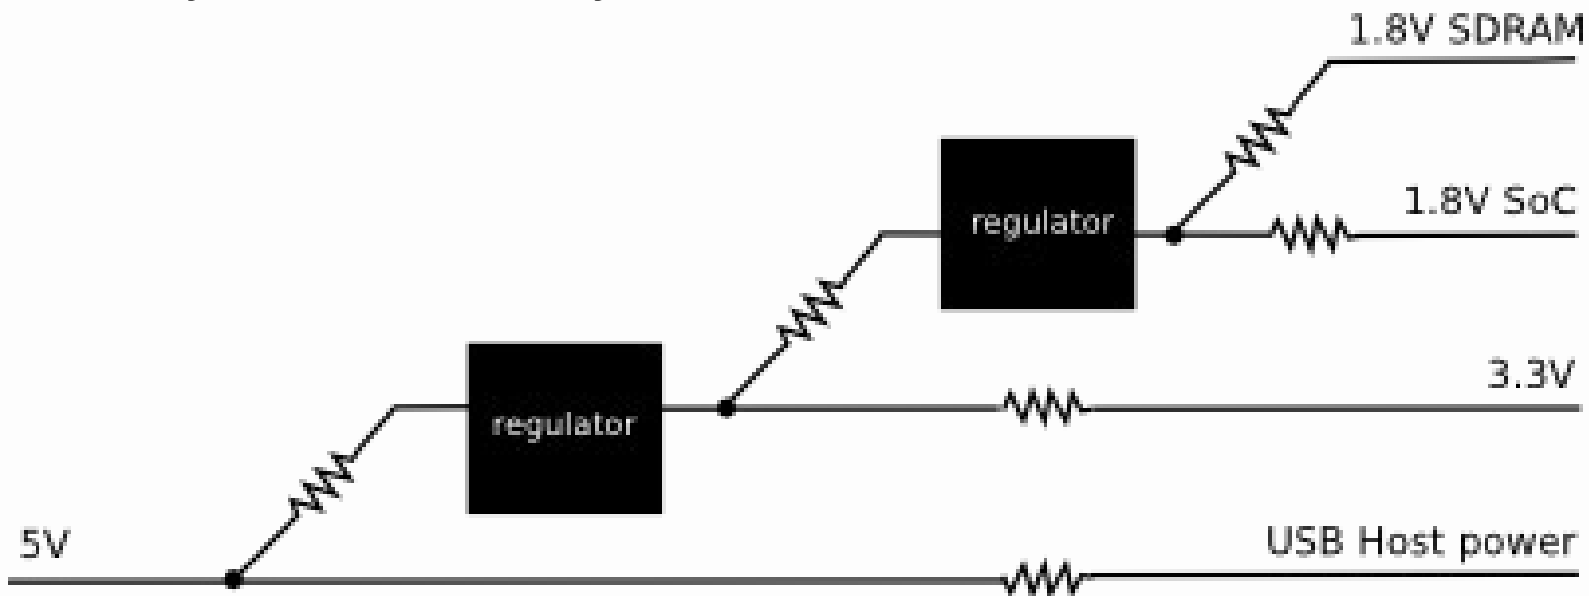 1.8V SDRAM
1.8V SoC
regulator
3.3V
regulator
5V
USB Host power